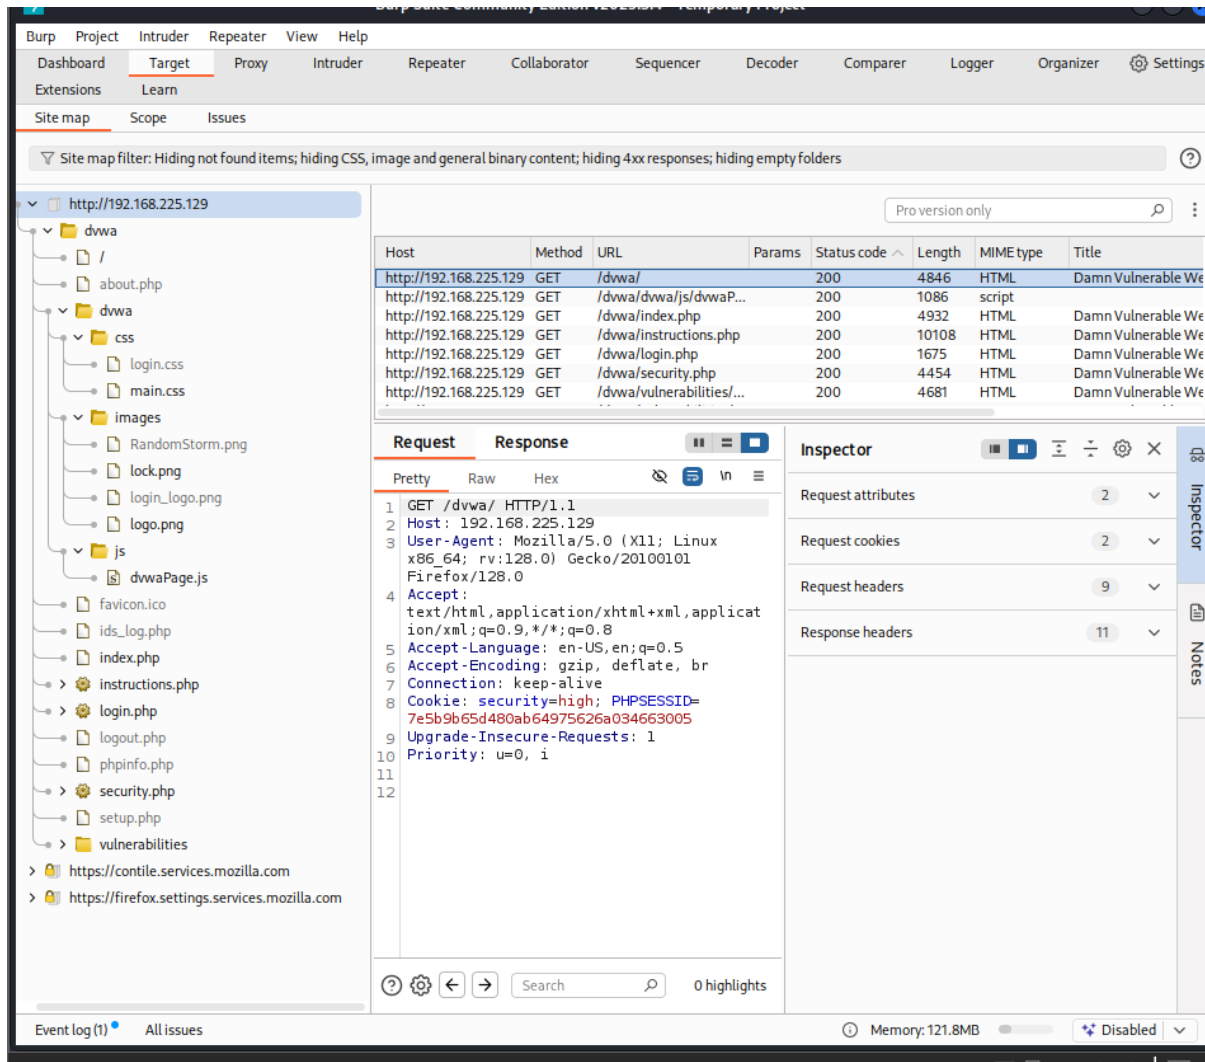 Burp Suite Community Edition v2025.3.4 - Temporary Project
Burp Project Intruder Repeater View Help
Dashboard Target Proxy Intruder Repeater Collaborator Sequencer Decoder Comparer Logger Organizer Settings
Extensions Learn
Site map Scope Issues
Site map filter: Hiding not found items; hiding CSS, image and general binary content; hiding 4xx responses; hiding empty folders
http://192.168.225.129
dvwa
/
about.php
dvwa
css
login.css
main.css
images
RandomStorm.png
lock.png
login_logo.png
logo.png
js
dvwaPage.js
favicon.ico
ids_log.php
index.php
instructions.php
login.php
logout.php
phpinfo.php
security.php
setup.php
vulnerabilities
https://contile.services.mozilla.com
https://firefox.settings.services.mozilla.com
Pro version only
Host Method URL Params Status code Length MIME type Title
http://192.168.225.129 GET /dvwa/ 200 4846 HTML Damn Vulnerable We
http://192.168.225.129 GET /dvwa/dvwa/js/dvwaP... 200 1086 script
http://192.168.225.129 GET /dvwa/index.php 200 4932 HTML Damn Vulnerable We
http://192.168.225.129 GET /dvwa/instructions.php 200 10108 HTML Damn Vulnerable We
http://192.168.225.129 GET /dvwa/login.php 200 1675 HTML Damn Vulnerable We
http://192.168.225.129 GET /dvwa/security.php 200 4454 HTML Damn Vulnerable We
http://192.168.225.129 GET /dvwa/vulnerabilities/... 200 4681 HTML Damn Vulnerable We
Request Response
Pretty Raw Hex \n
1 GET /dvwa/ HTTP/1.1
2 Host: 192.168.225.129
3 User-Agent: Mozilla/5.0 (X11; Linux
x86_64; rv:128.0) Gecko/20100101
Firefox/128.0
4 Accept:
text/html,application/xhtml+xml,applicat
ion/xml;q=0.9,*/*;q=0.8
5 Accept-Language: en-US,en;q=0.5
6 Accept-Encoding: gzip, deflate, br
7 Connection: keep-alive
8 Cookie: security=high; PHPSESSID=
7e5b9b65d480ab64975626a034663005
9 Upgrade-Insecure-Requests: 1
10 Priority: u=0, i
11
12
Search 0 highlights
Inspector
Request attributes 2
Request cookies 2
Request headers 9
Response headers 11
Inspector
Notes
Event log (1) All issues Memory: 121.8MB Disabled